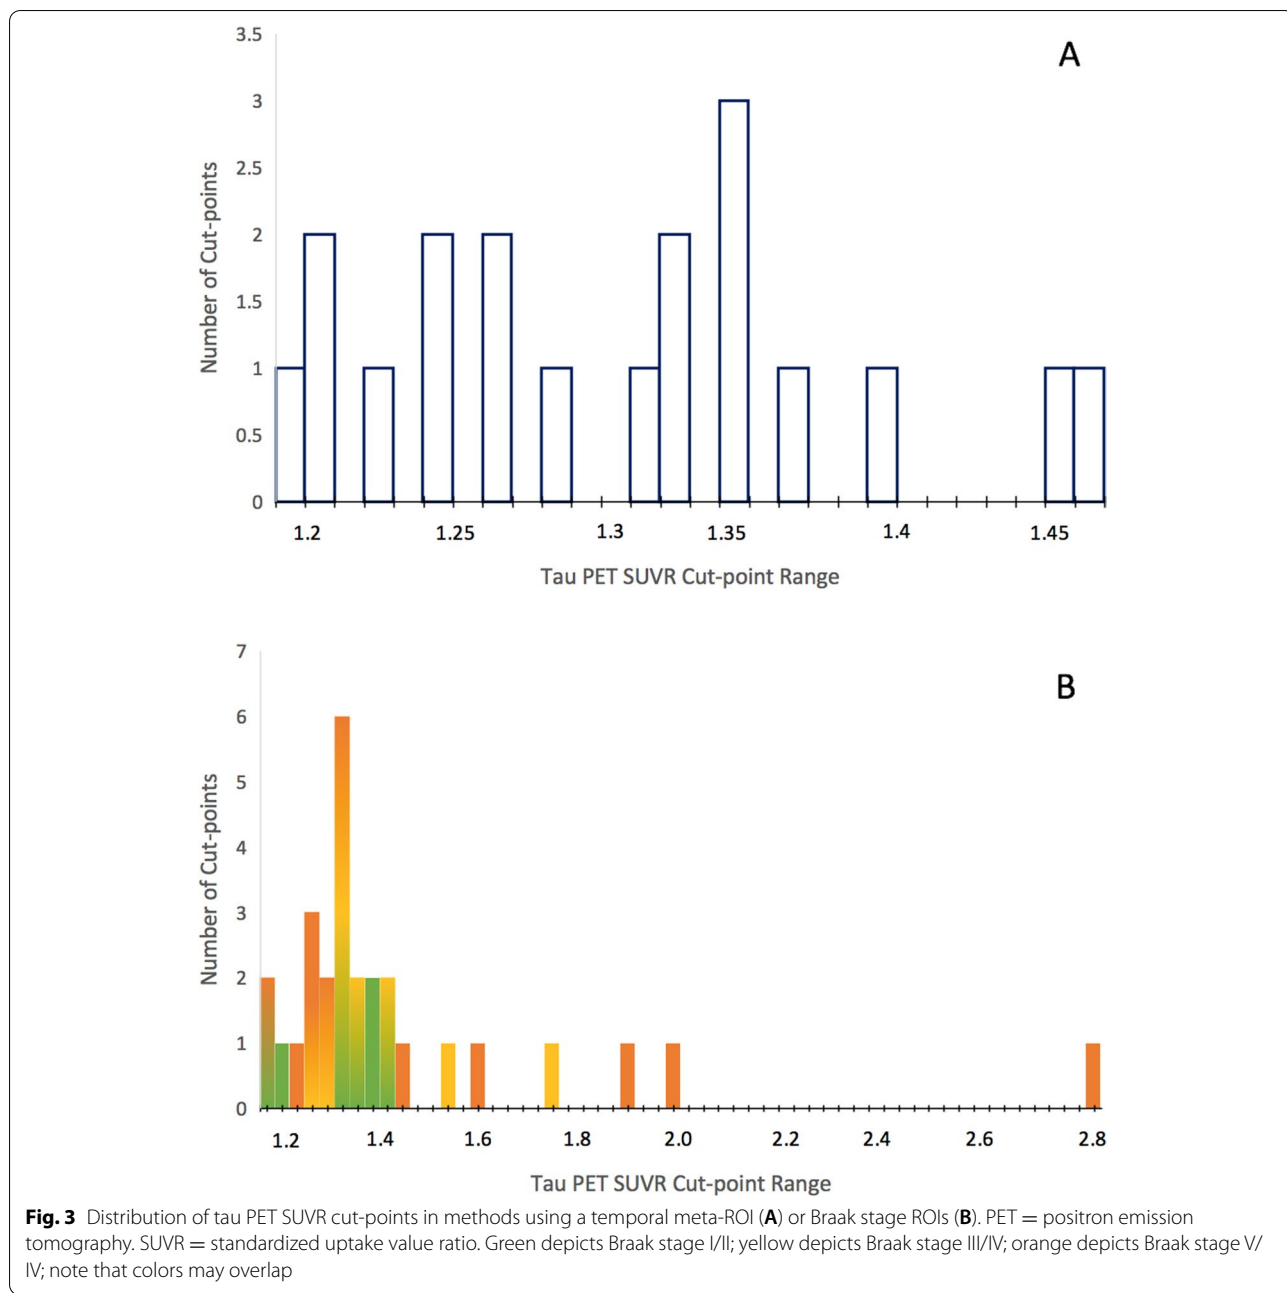 A
3.5
3
2.5
2
1.5
1
0.5
0
Number of Cut-points
1.2 1.25 1.3 1.35 1.4 1.45
Tau PET SUVR Cut-point Range
B
7
6
5
4
3
2
1
0
Number of Cut-points
1.2 1.4 1.6 1.8 2.0 2.2 2.4 2.6 2.8
Tau PET SUVR Cut-point Range
Fig. 3 Distribution of tau PET SUVR cut-points in methods using a temporal meta-ROI (A) or Braak stage ROIs (B). PET = positron emission
tomography. SUVR = standardized uptake value ratio. Green depicts Braak stage I/II; yellow depicts Braak stage III/IV; orange depicts Braak stage V/
IV; note that colors may overlap